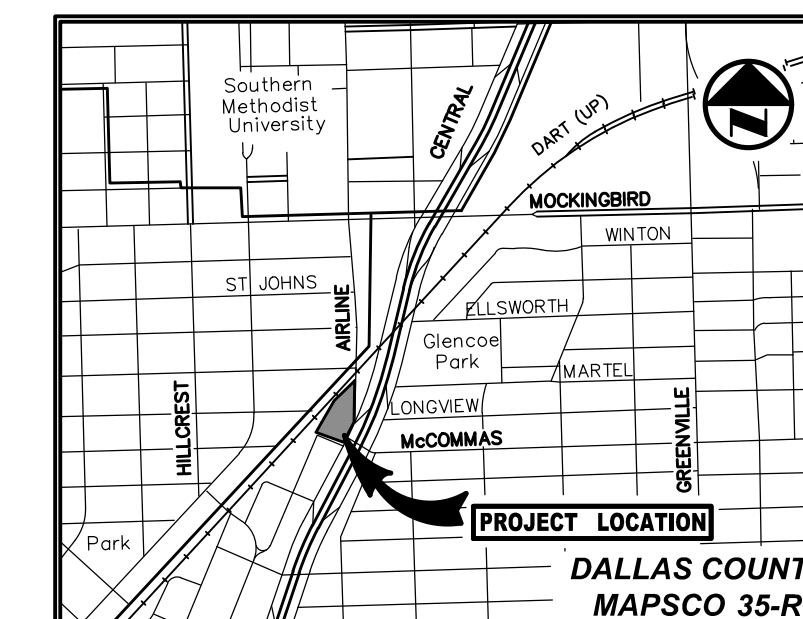 Southern
Methodist
University
CENTRAL
DART (UP)
N
MOCKINGBIRD
WINTON
ST JOHNS
AIRLINE
ELLSWORTH
Glencoe
Park
MARTEL
HILLCREST
LONGVIEW
GREENVILLE
McCOMMAS
PROJECT LOCATION
Park
DALLAS COUNT
MAPSCO 35-R